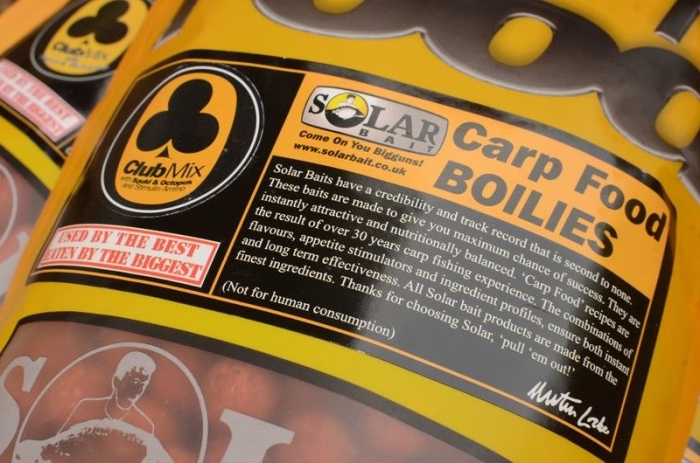 Club Mix
with Squid & Octopus
and Stimulin Amino
USED BY THE BEST
EATEN BY THE BIGGEST
SOLAR
BAIT
Come On You Bigguns!
www.solarbait.co.uk
Carp Food
BOILIES
Solar Baits have a credibility and track record that is second to none.
These baits are made to give you maximum chance of success. They are
instantly attractive and nutritionally balanced. 'Carp Food' recipes are
the result of over 30 years carp fishing experience. The combinations of
flavours, appetite stimulators and ingredient profiles, ensure both instant
and long term effectiveness. All Solar bait products are made from the
finest ingredients. Thanks for choosing Solar, 'pull 'em out!'
(Not for human consumption)
Martin Locke
Club Mix